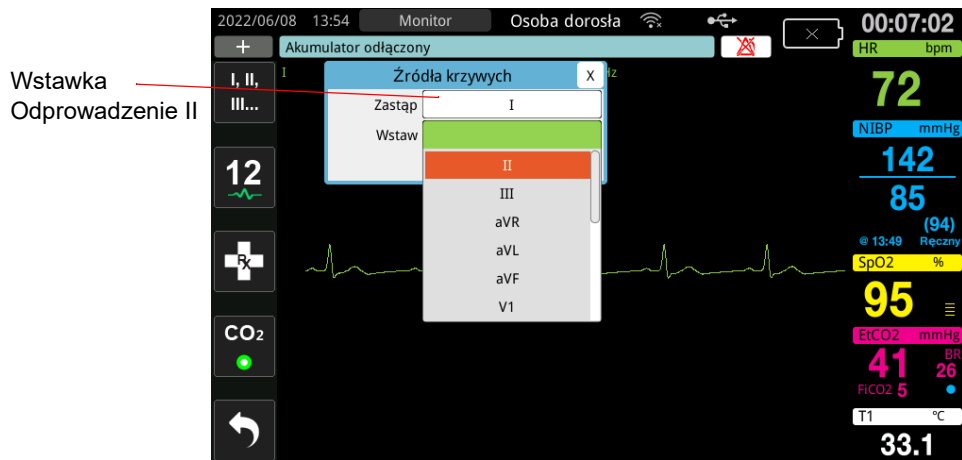 2022/06/08 13:54 Monitor Osoba dorosła 00:07:02
+ Akumulator odłączony
HR bpm
72
Wstawka
Odprowadzenie II
I, II,
III...
I
Hz
Źródła krzywych X
Zastąp I
Wstaw
II
III
aVR
aVL
aVF
V1
12
Rx
CO2
NIBP mmHg
142
85
(94)
@ 13:49 Ręczny
SpO2 %
95
EtCO2 mmHg
41 BR
26
FiCO2 5
T1 °C
33.1